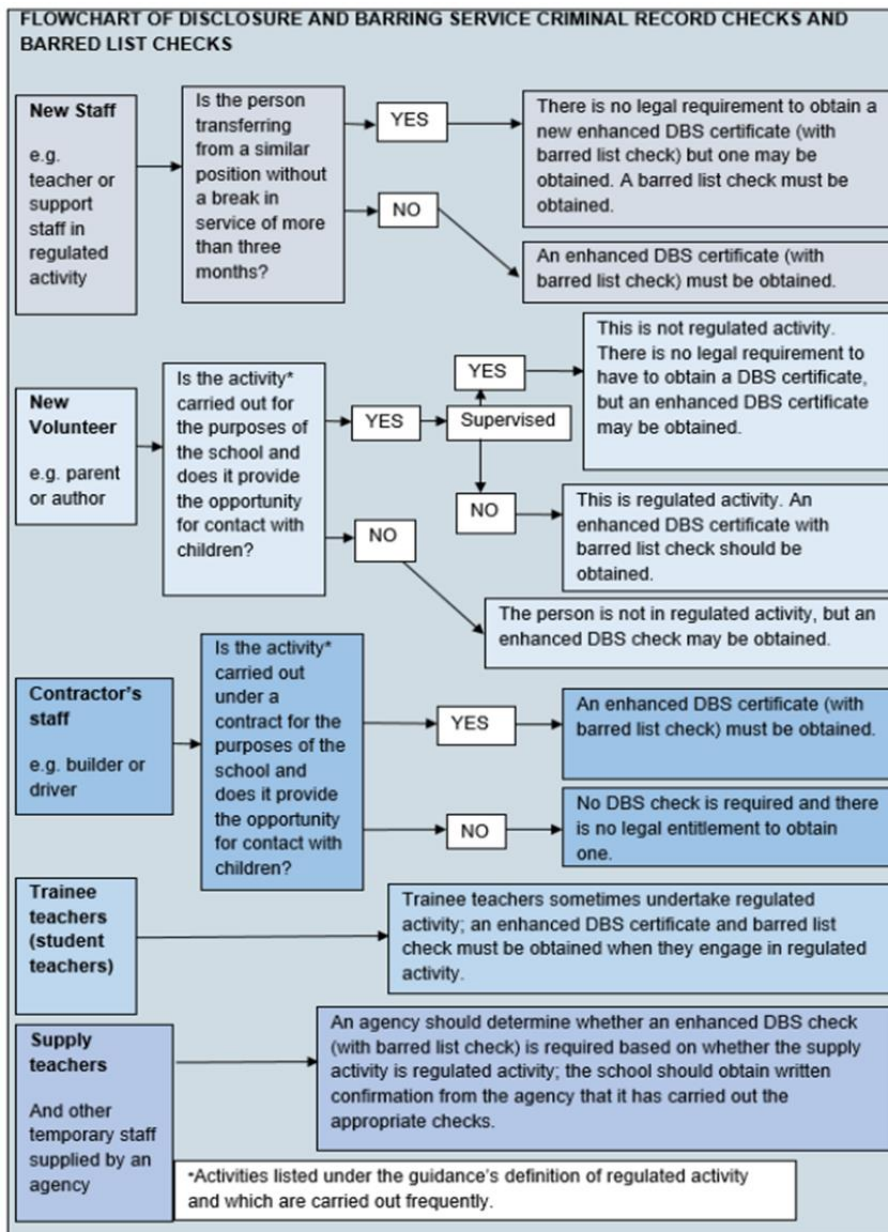 FLOWCHART OF DISCLOSURE AND BARRING SERVICE CRIMINAL RECORD CHECKS AND
BARRED LIST CHECKS
New Staff
e.g.
teacher or
support
staff in
regulated
activity
Is the person
transferring
from a similar
position without
a break in
service of more
than three
months?
YES
There is no legal requirement to obtain a
new enhanced DBS certificate (with
barred list check) but one may be
obtained. A barred list check must be
obtained.
NO
An enhanced DBS certificate (with
barred list check) must be obtained.
New
Volunteer
e.g. parent
or author
Is the activity*
carried out for
the purposes of
the school and
does it provide
the opportunity
for contact with
children?
YES
Supervised
YES
This is not regulated activity.
There is no legal requirement to
have to obtain a DBS certificate,
but an enhanced DBS certificate
may be obtained.
NO
This is regulated activity. An
enhanced DBS certificate with
barred list check should be
obtained.
NO
The person is not in regulated activity, but an
enhanced DBS check may be obtained.
Contractor's
staff
e.g. builder or
driver
Is the activity*
carried out
under a
contract for the
purposes of the
school and
does it provide
the opportunity
for contact with
children?
YES
An enhanced DBS certificate (with
barred list check) must be obtained.
NO
No DBS check is required and there
is no legal entitlement to obtain
one.
Trainee
teachers
(student
teachers)
Trainee teachers sometimes undertake regulated
activity; an enhanced DBS certificate and barred list
check must be obtained when they engage in regulated
activity.
Supply
teachers
And other
temporary staff
supplied by an
agency
An agency should determine whether an enhanced DBS check
(with barred list check) is required based on whether the supply
activity is regulated activity; the school should obtain written
confirmation from the agency that it has carried out the
appropriate checks.
*Activities listed under the guidance's definition of regulated activity
and which are carried out frequently.